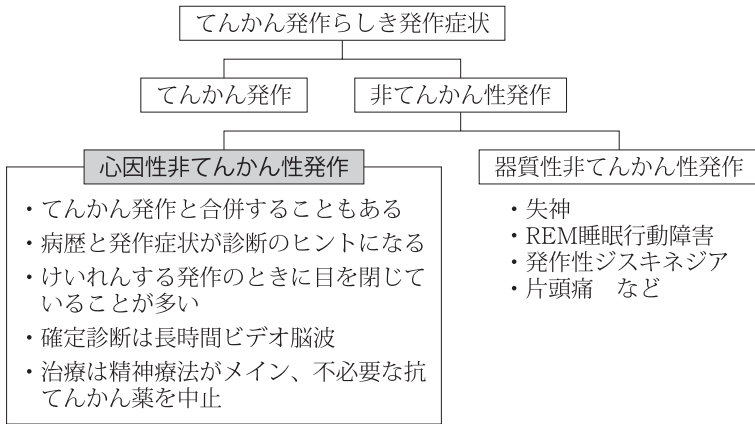 てんかん発作らしき発作症状
てんかん発作
非てんかん性発作
心因性非てんかん性発作
・てんかん発作と合併することもある
・病歴と発作症状が診断のヒントになる
・けいれんする発作のときに目を閉じて
いることが多い
・確定診断は長時間ビデオ脳波
・治療は精神療法がメイン、不必要な抗
てんかん薬を中止
器質性非てんかん性発作
・失神
・REM睡眠行動障害
・発作性ジスキネジア
・片頭痛　など